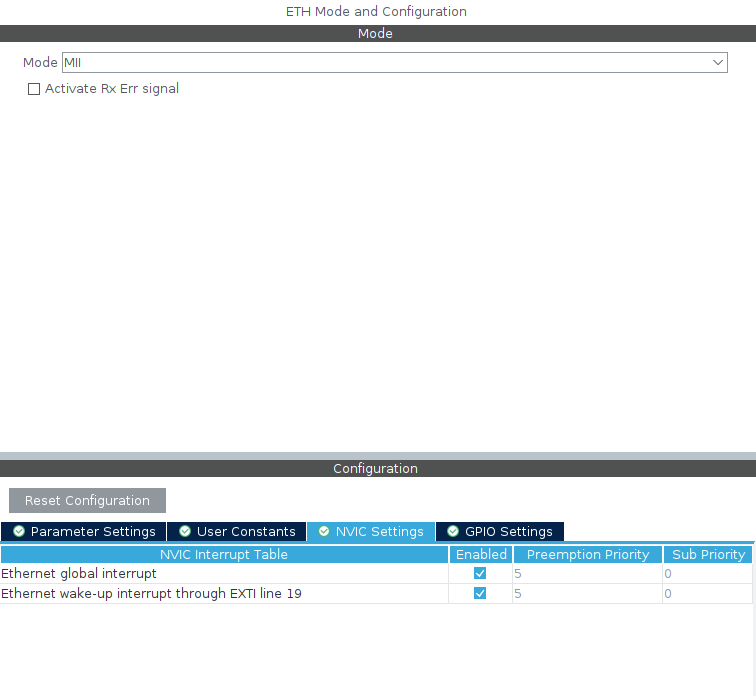 ETH Mode and Configuration
Mode
Mode MII
Activate Rx Err signal
Configuration
Reset Configuration
Parameter Settings User Constants NVIC Settings GPIO Settings
NVIC Interrupt Table Enabled Preemption Priority Sub Priority
Ethernet global interrupt 5 0
Ethernet wake-up interrupt through EXTI line 19 5 0